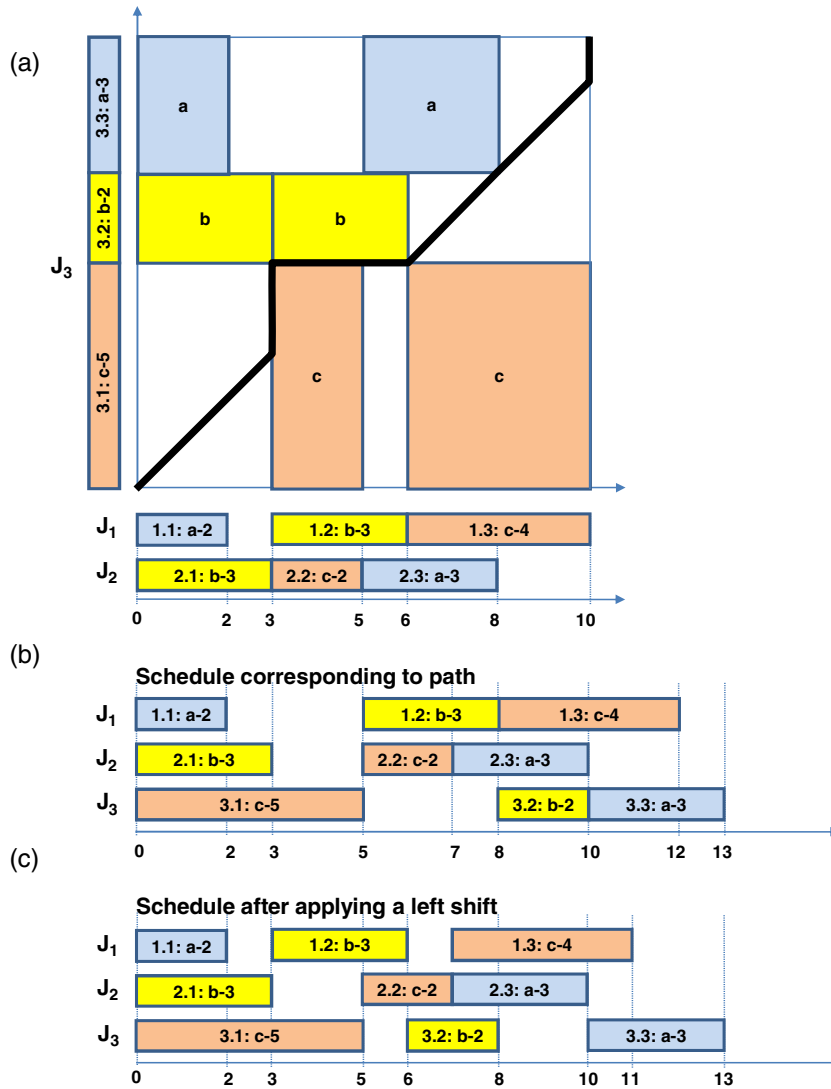 (a)
3.3: a-3
a
a
3.2: b-2
b
b
J3
3.1: c-5
c
c
J1
1.1: a-2
1.2: b-3
1.3: c-4
J2
2.1: b-3
2.2: c-2
2.3: a-3
0 2 3 5 6 8 10
(b)
Schedule corresponding to path
J1
1.1: a-2
1.2: b-3
1.3: c-4
J2
2.1: b-3
2.2: c-2
2.3: a-3
J3
3.1: c-5
3.2: b-2
3.3: a-3
0 2 3 5 7 8 10 12 13
(c)
Schedule after applying a left shift
J1
1.1: a-2
1.2: b-3
1.3: c-4
J2
2.1: b-3
2.2: c-2
2.3: a-3
J3
3.1: c-5
3.2: b-2
3.3: a-3
0 2 3 5 6 8 10 11 13